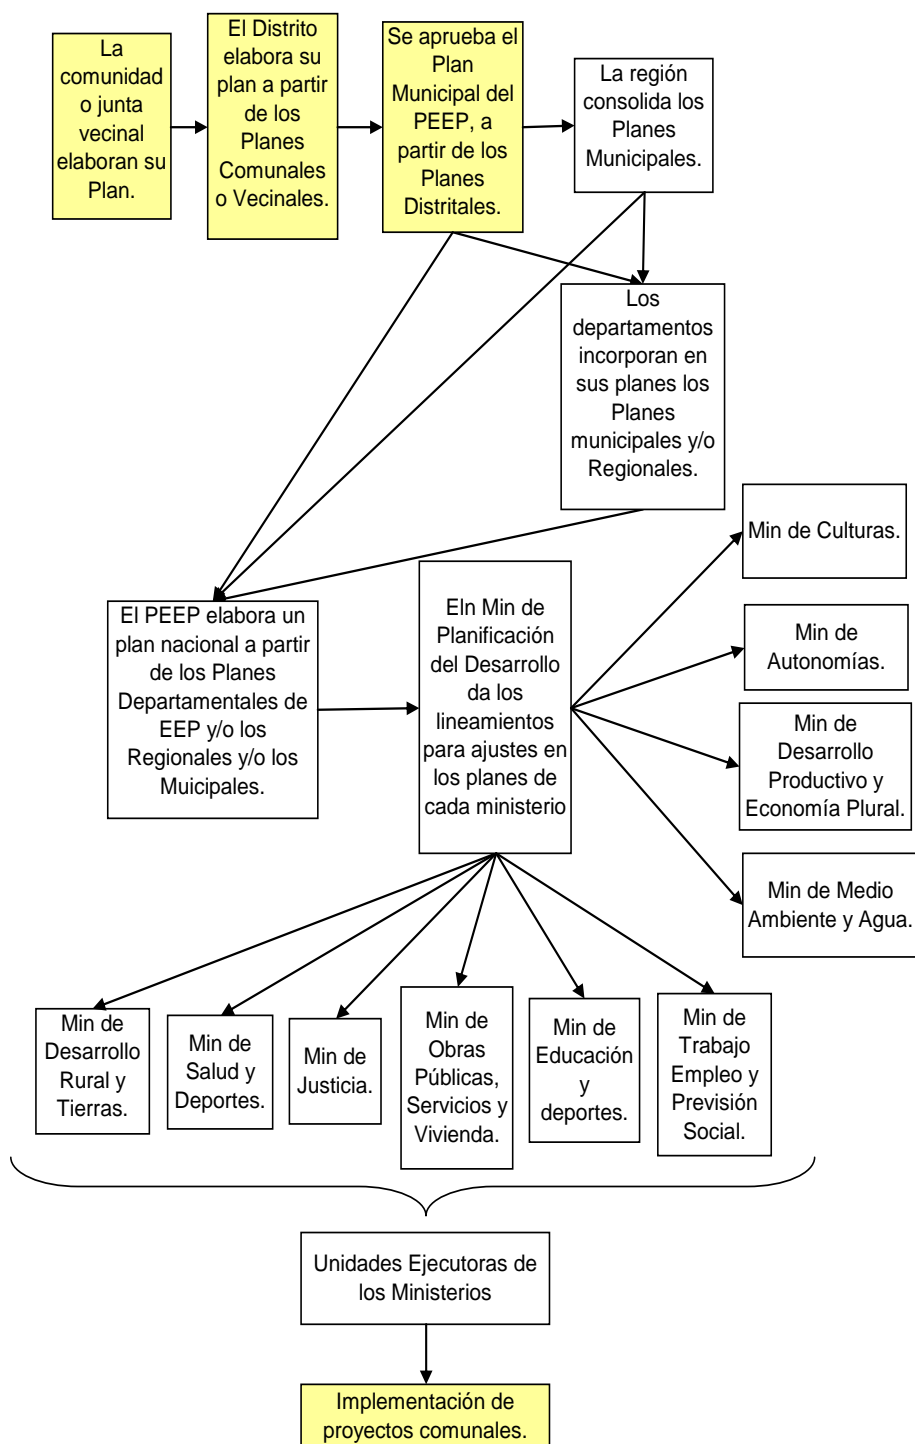 La
comunidad
o junta
vecinal
elaboran su
Plan.
El Distrito
elabora su
plan a partir
de los
Planes
Comunales
o Vecinales.
Se aprueba el
Plan
Municipal del
PEEP, a
partir de los
Planes
Distritales.
La región
consolida los
Planes
Municipales.
Los
departamentos
incorporan en
sus planes los
Planes
municipales y/o
Regionales.
El PEEP elabora un
plan nacional a partir
de los Planes
Departamentales de
EEP y/o los
Regionales y/o los
Muicipales.
Eln Min de
Planificación
del Desarrollo
da los
lineamientos
para ajustes en
los planes de
cada ministerio
Min de Culturas.
Min de
Autonomías.
Min de
Desarrollo
Productivo y
Economía Plural.
Min de Medio
Ambiente y Agua.
Min de
Desarrollo
Rural y
Tierras.
Min de
Salud y
Deportes.
Min de
Justicia.
Min de
Obras
Públicas,
Servicios y
Vivienda.
Min de
Educación
y
deportes.
Min de
Trabajo
Empleo y
Previsión
Social.
Unidades Ejecutoras de
los Ministerios
Implementación de
proyectos comunales.